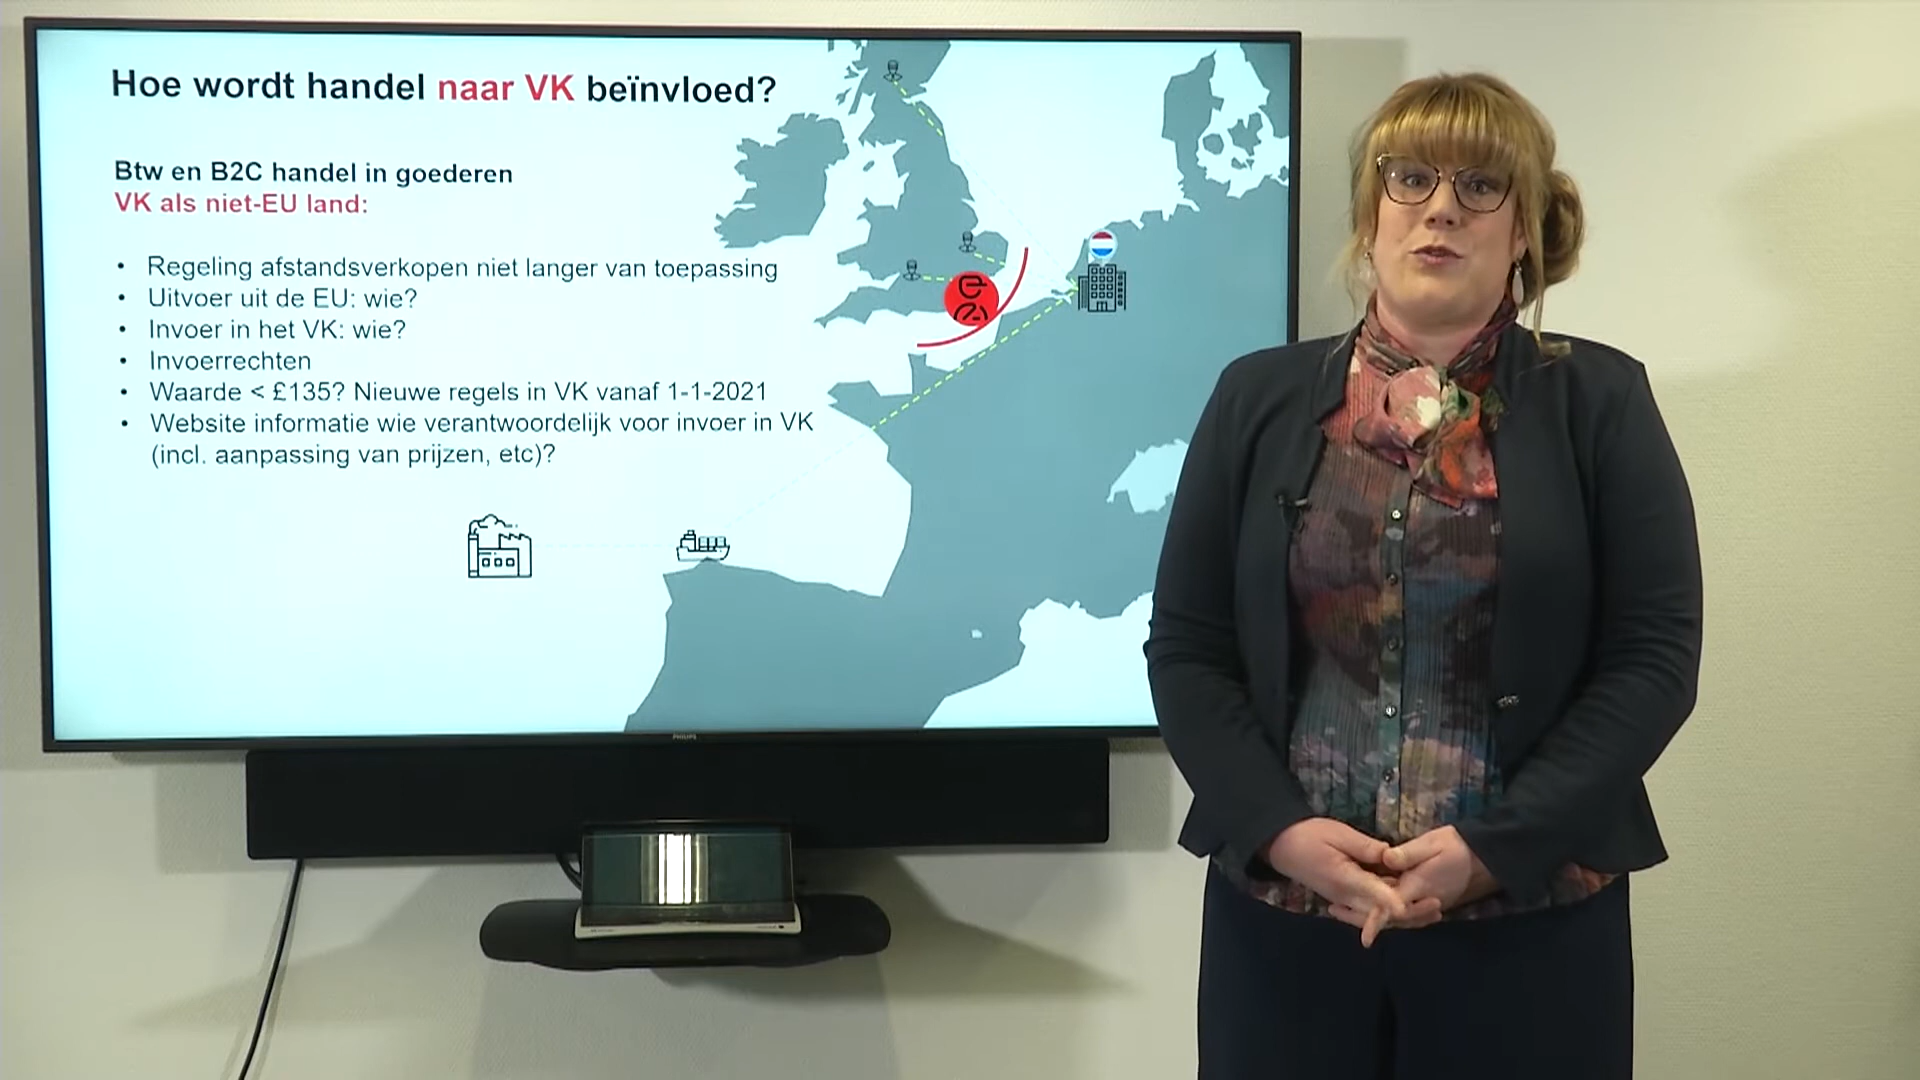 Hoe wordt handel naar VK beïnvloed?
Btw en B2C handel in goederen
VK als niet-EU land:
• Regeling afstandsverkopen niet langer van toepassing
• Uitvoer uit de EU: wie?
• Invoer in het VK: wie?
• Invoerrechten
• Waarde < £135? Nieuwe regels in VK vanaf 1-1-2021
• Website informatie wie verantwoordelijk voor invoer in VK
(incl. aanpassing van prijzen, etc)?
PHILIPS